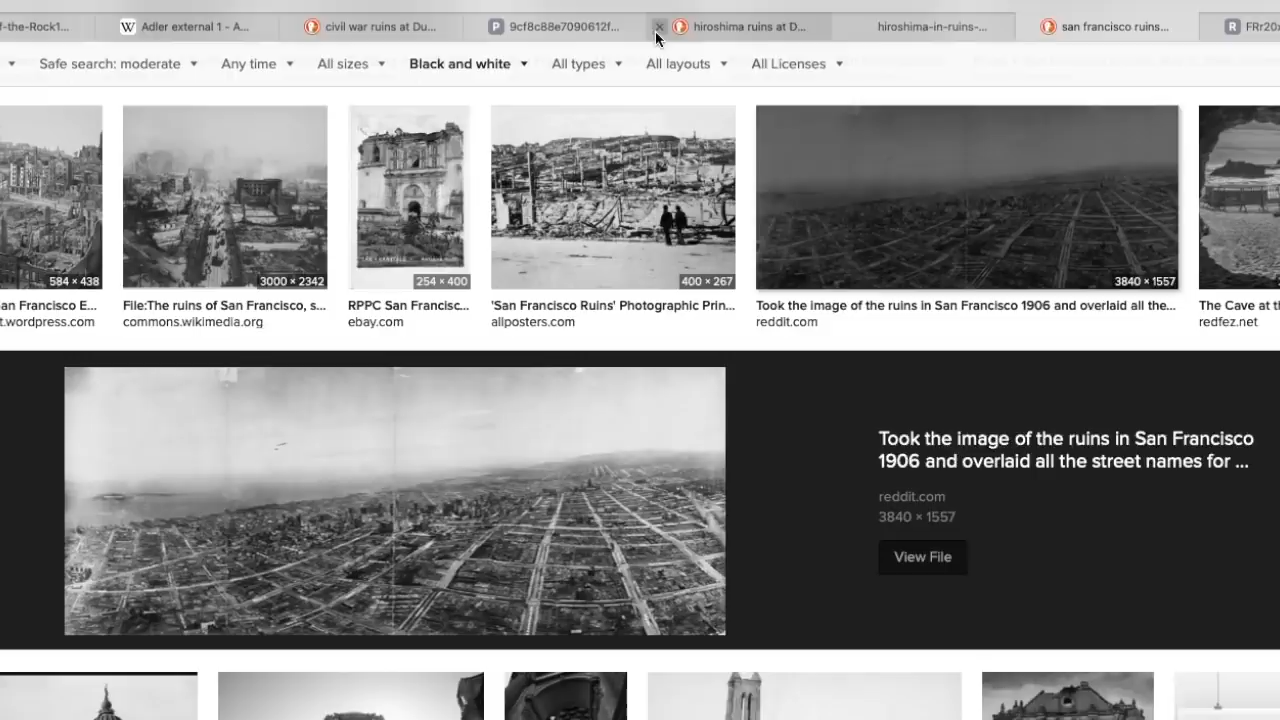 f-the-Rock1...
W Adler external 1 - A...
civil war ruins at Du...
P 9cf8c88e7090612f...
hiroshima ruins at D...
hiroshima-in-ruins-...
san francisco ruins...
R FRr20
Safe search: moderate
Any time
All sizes
Black and white
All types
All layouts
All Licenses
584 × 438
3000 × 2342
254 × 400
400 × 267
3840 × 1557
an Francisco E...
t.wordpress.com
File:The ruins of San Francisco, s...
commons.wikimedia.org
RPPC San Francisc...
ebay.com
'San Francisco Ruins' Photographic Prin...
allposters.com
Took the image of the ruins in San Francisco 1906 and overlaid all the...
reddit.com
The Cave at th
redfez.net
Took the image of the ruins in San Francisco
1906 and overlaid all the street names for ...
reddit.com
3840 × 1557
View File